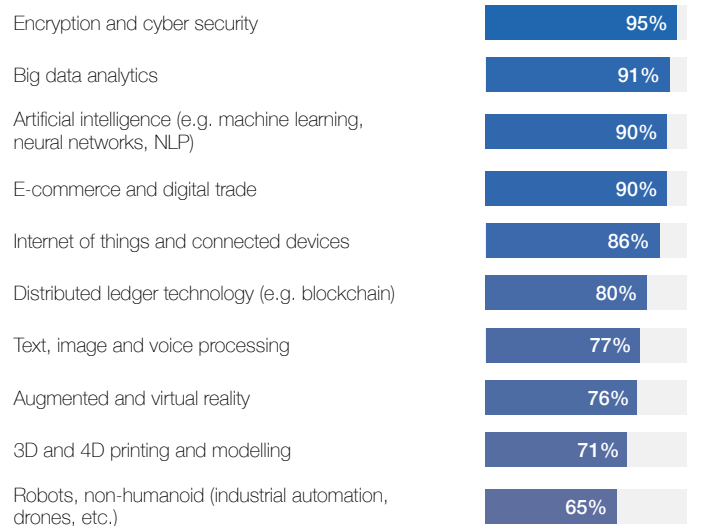 Encryption and cyber security 95%
Big data analytics 91%
Artificial intelligence (e.g. machine learning,
neural networks, NLP) 90%
E-commerce and digital trade 90%
Internet of things and connected devices 86%
Distributed ledger technology (e.g. blockchain) 80%
Text, image and voice processing 77%
Augmented and virtual reality 76%
3D and 4D printing and modelling 71%
Robots, non-humanoid (industrial automation,
drones, etc.) 65%